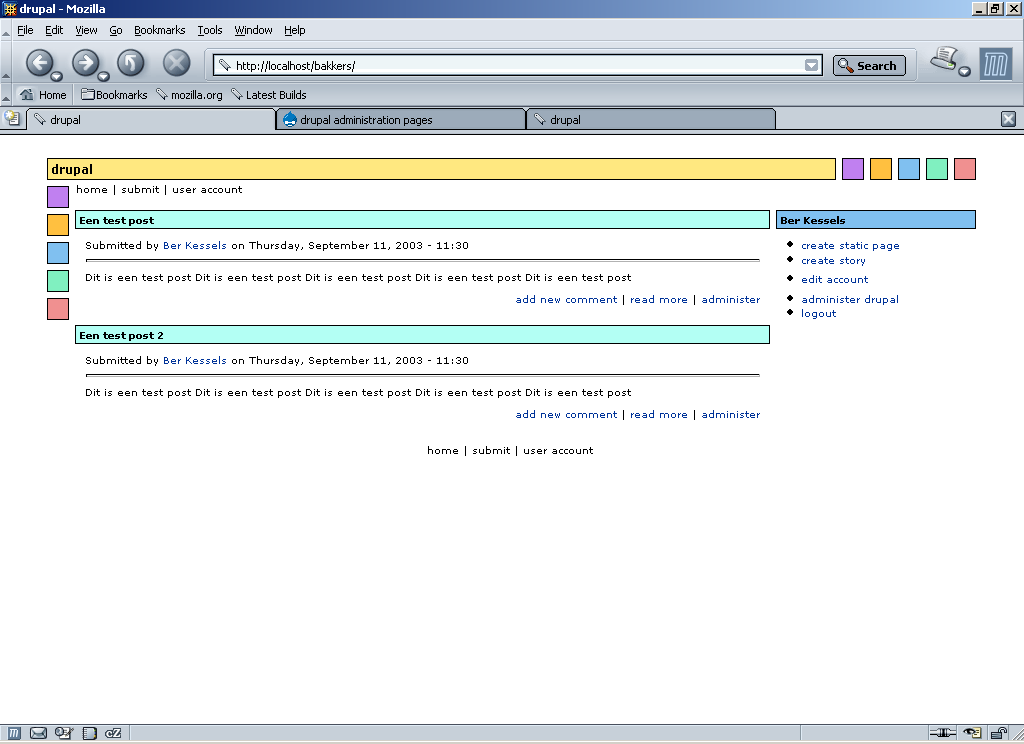 drupal - Mozilla
File Edit View Go Bookmarks Tools Window Help
http://localhost/bakkers/ Search
Home Bookmarks mozilla.org Latest Builds
drupal drupal administration pages drupal
drupal
home | submit | user account
Een test post
Submitted by Ber Kessels on Thursday, September 11, 2003 - 11:30
Dit is een test post Dit is een test post Dit is een test post Dit is een test post Dit is een test post
add new comment | read more | administer
Een test post 2
Submitted by Ber Kessels on Thursday, September 11, 2003 - 11:30
Dit is een test post Dit is een test post Dit is een test post Dit is een test post Dit is een test post
add new comment | read more | administer
Ber Kessels
create static page
create story
edit account
administer drupal
logout
home | submit | user account
cZ